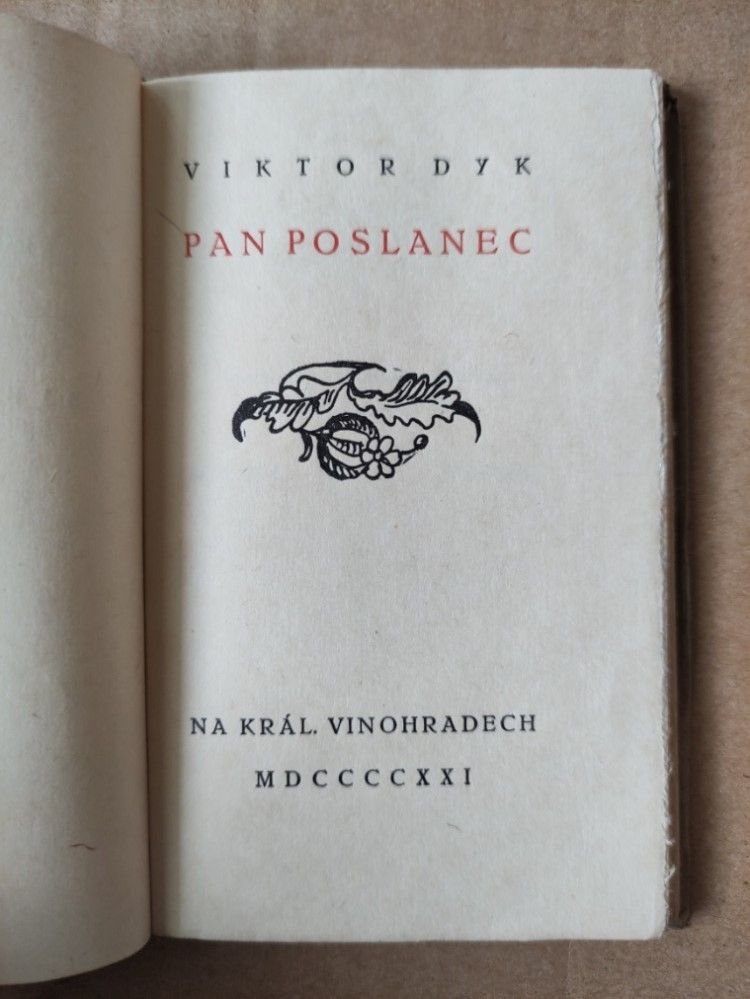 VIKTOR DYK
PAN POSLANEC
NA KRÁL. VINOHRADECH
MDCCCCXXI